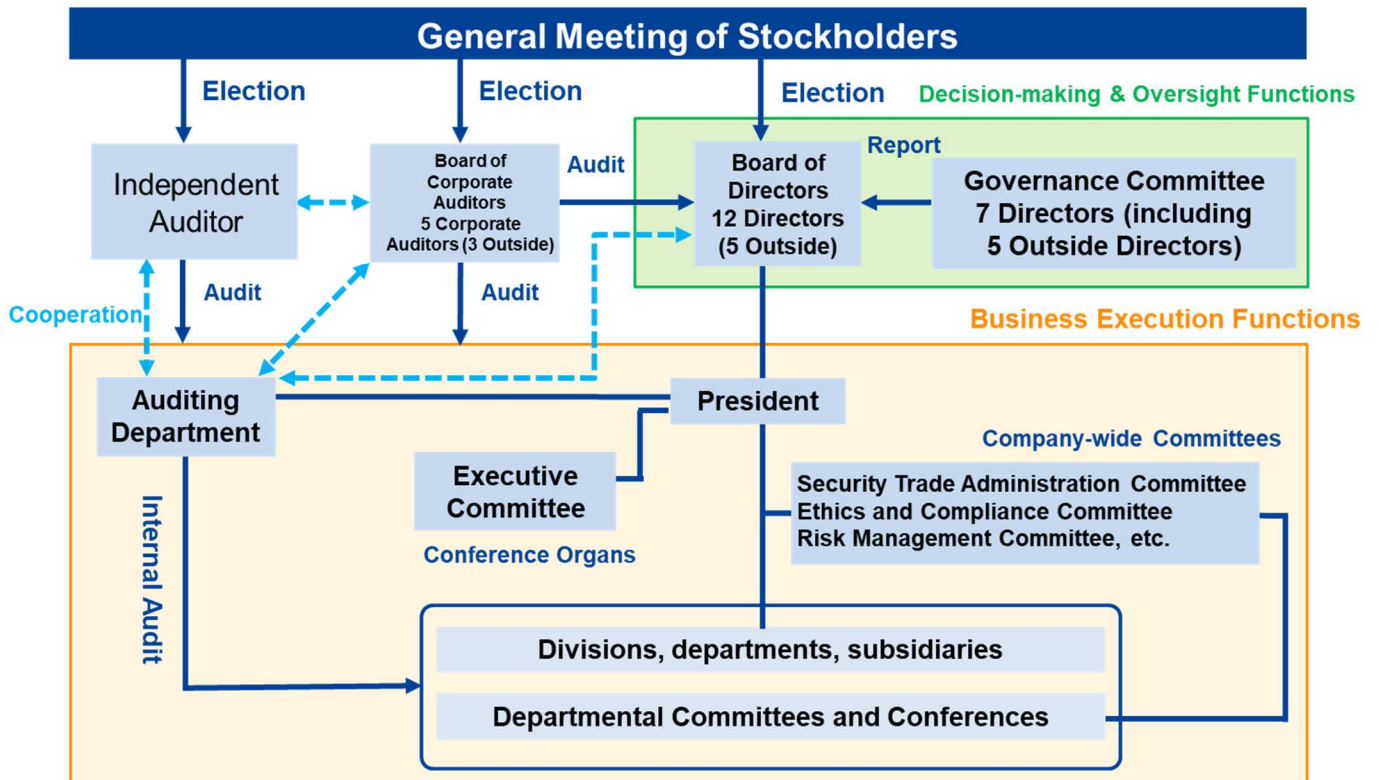 General Meeting of Stockholders
Election
Election
Election
Decision-making & Oversight Functions
Independent
Auditor
Board of
Corporate
Auditors
5 Corporate
Auditors (3 Outside)
Audit
Board of
Directors
12 Directors
(5 Outside)
Report
Governance Committee
7 Directors (including
5 Outside Directors)
Cooperation
Audit
Audit
Business Execution Functions
Auditing
Department
President
Executive
Committee
Conference Organs
Company-wide Committees
Security Trade Administration Committee
Ethics and Compliance Committee
Risk Management Committee, etc.
Internal Audit
Divisions, departments, subsidiaries
Departmental Committees and Conferences